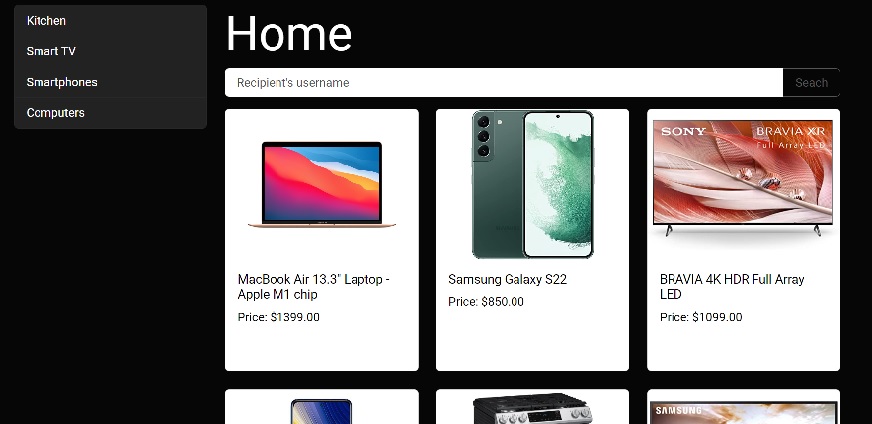 Kitchen
Smart TV
Smartphones
Computers
Home
Recipient's username
Seach
SONY
BRAVIA XR
Full Array LED
MacBook Air 13.3" Laptop -
Apple M1 chip
Price: $1399.00
Samsung Galaxy S22
Price: $850.00
BRAVIA 4K HDR Full Array
LED
Price: $1099.00
SAMSUNG